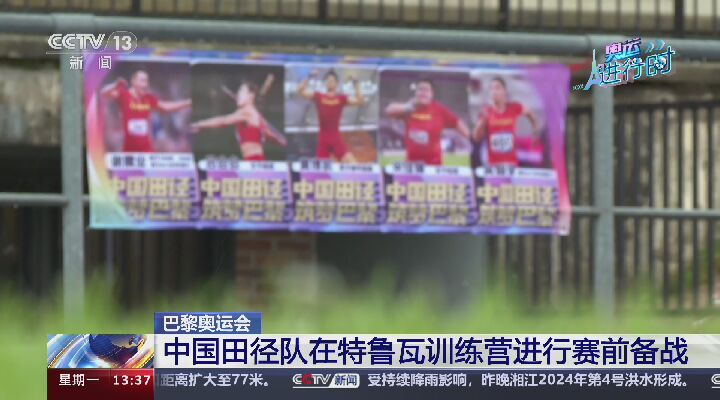 CCTV 13
新闻
奥运
进行时
中国田径 中国田径 中国田径 中国田径 中国田径
筑梦巴黎 筑梦巴黎 筑梦巴黎 筑梦巴黎 筑梦巴黎
巴黎奥运会
中国田径队在特鲁瓦训练营进行赛前备战
星期一 13:37 距离扩大至77米。 CCTV新闻 受持续降雨影响，昨晚湘江2024年第4号洪水形成。